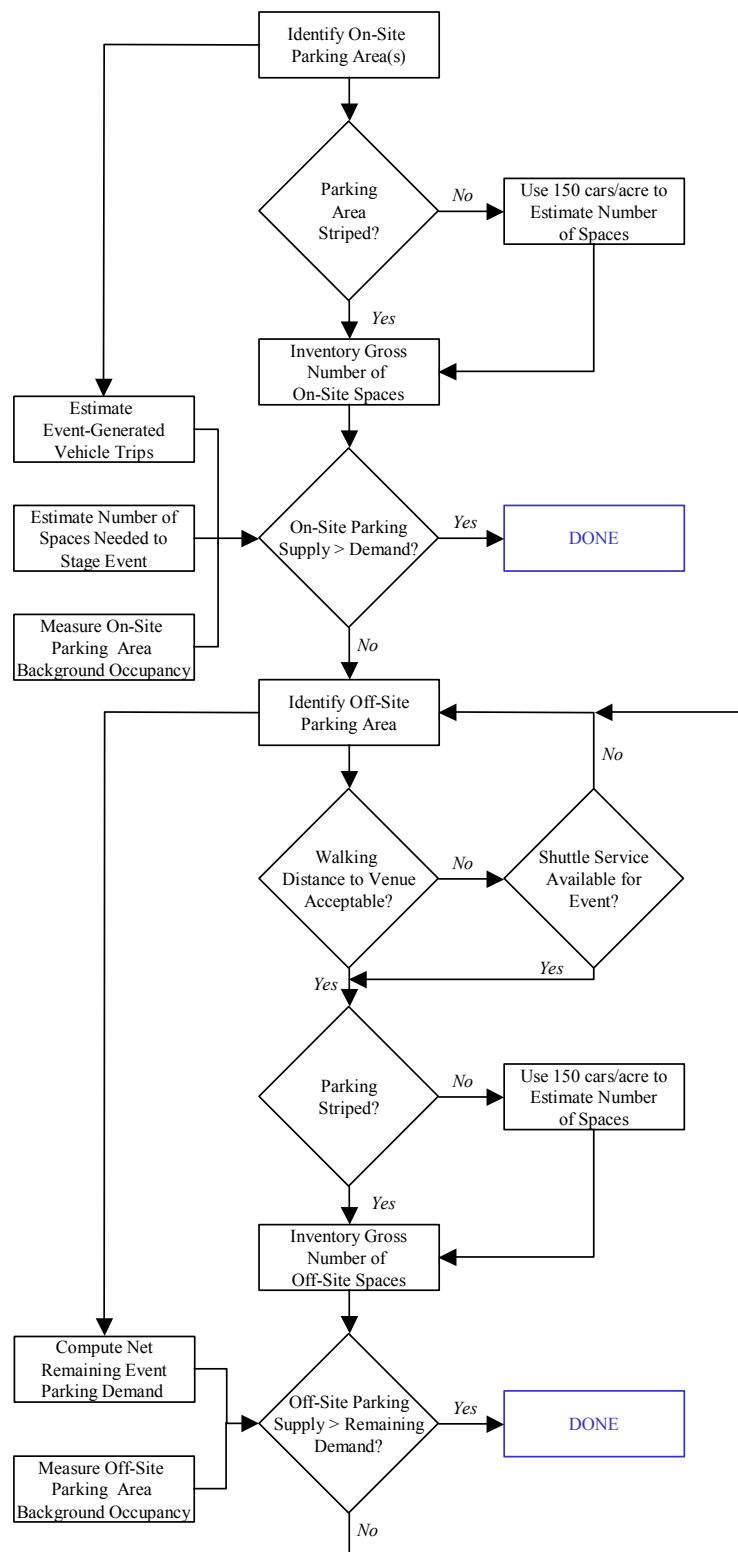 Identify On-Site
Parking Area(s)
Parking
Area
Striped?
No
Use 150 cars/acre to
Estimate Number
of Spaces
Yes
Inventory Gross
Number of
On-Site Spaces
Estimate
Event-Generated
Vehicle Trips
Estimate Number of
Spaces Needed to
Stage Event
On-Site Parking
Supply > Demand?
Yes
DONE
Measure On-Site
Parking Area
Background Occupancy
No
Identify Off-Site
Parking Area
No
Walking
Distance to Venue
Acceptable?
No
Shuttle Service
Available for
Event?
Yes
Yes
Parking
Striped?
No
Use 150 cars/acre to
Estimate Number
of Spaces
Yes
Inventory Gross
Number of
Off-Site Spaces
Compute Net
Remaining Event
Parking Demand
Off-Site Parking
Supply > Remaining
Demand?
Yes
DONE
Measure Off-Site
Parking Area
Background Occupancy
No